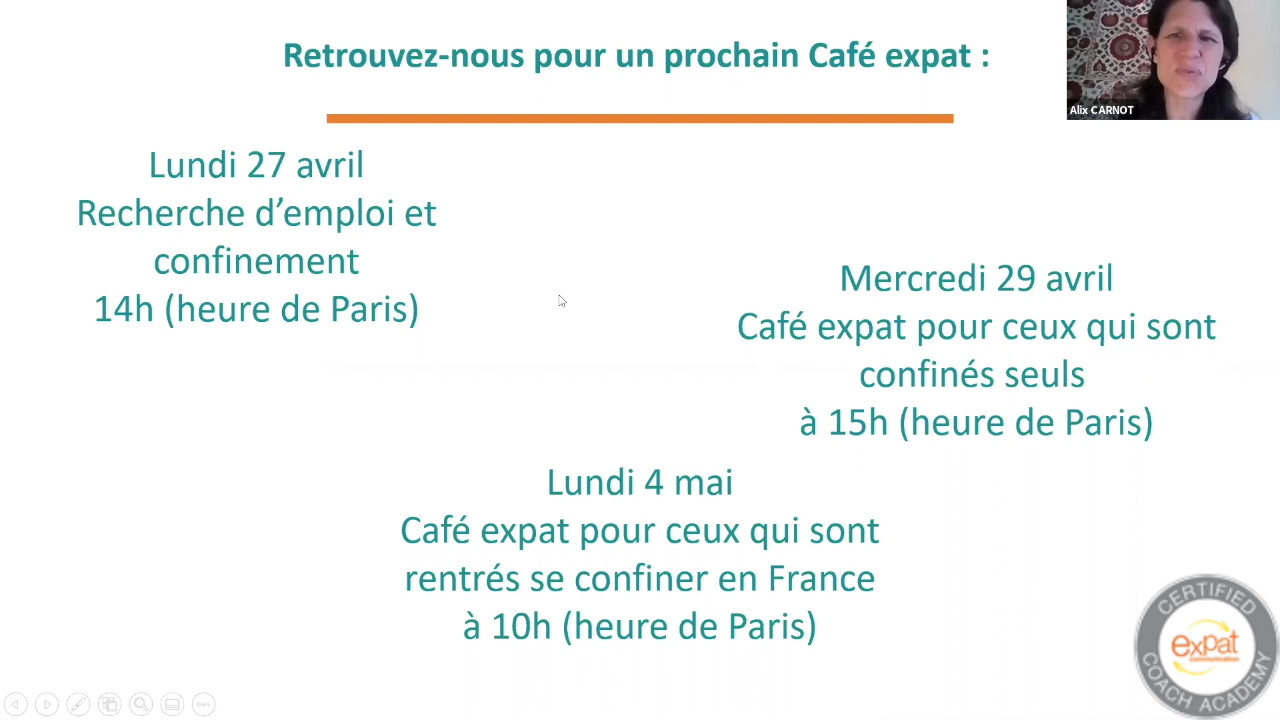 Retrouvez-nous pour un prochain Café expat :
Alix CARNOT
Lundi 27 avril
Recherche d’emploi et
confinement
14h (heure de Paris)
Mercredi 29 avril
Café expat pour ceux qui sont
confinés seuls
à 15h (heure de Paris)
Lundi 4 mai
Café expat pour ceux qui sont
rentrés se confiner en France
à 10h (heure de Paris)
CERTIFIED
expat
communication
COACH ACADEMY